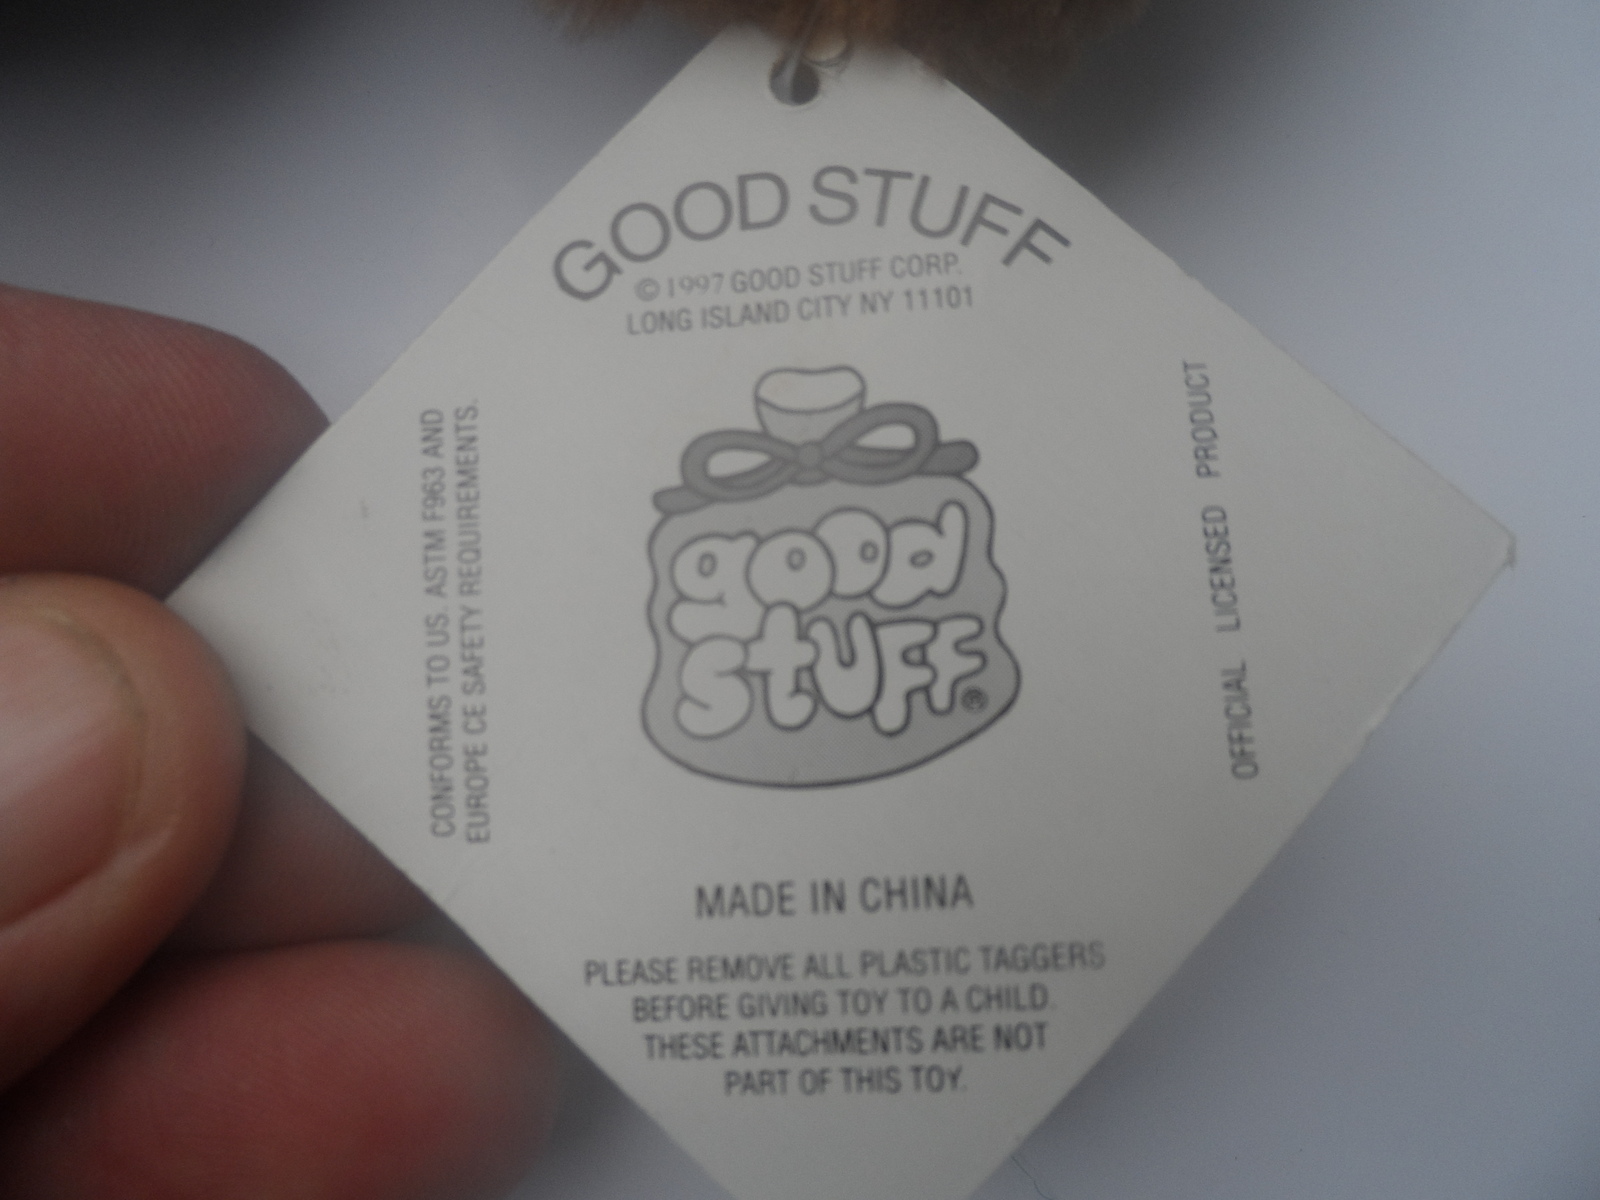 GOOD STUFF
© 1997 GOOD STUFF CORP.
LONG ISLAND CITY NY 11101
CONFORMS TO US. ASTM F963 AND
EUROPE CE SAFETY REQUIREMENTS.
good
stuff®
OFFICIAL LICENSED PRODUCT
MADE IN CHINA
PLEASE REMOVE ALL PLASTIC TAGGERS
BEFORE GIVING TOY TO A CHILD.
THESE ATTACHMENTS ARE NOT
PART OF THIS TOY.